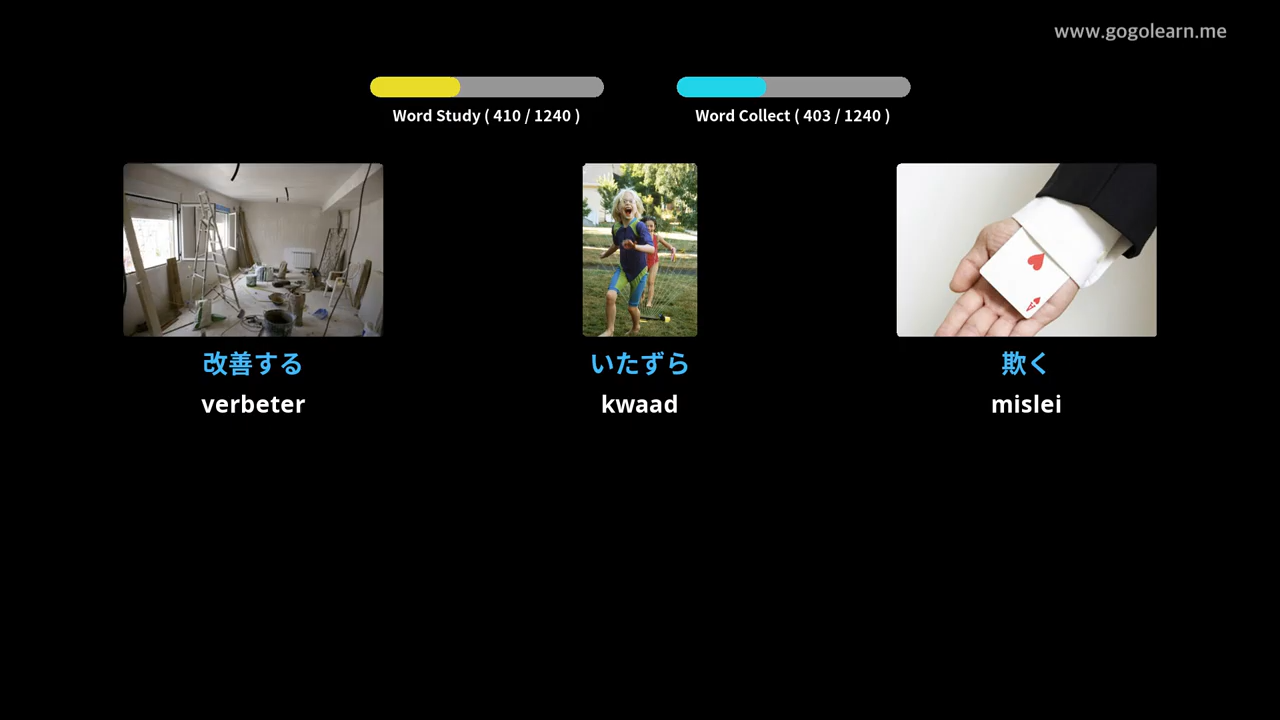 www.gogolearn.me
Word Study ( 410 / 1240 )
Word Collect ( 403 / 1240 )
改善する
いたずら
欺く
verbeter
kwaad
mislei